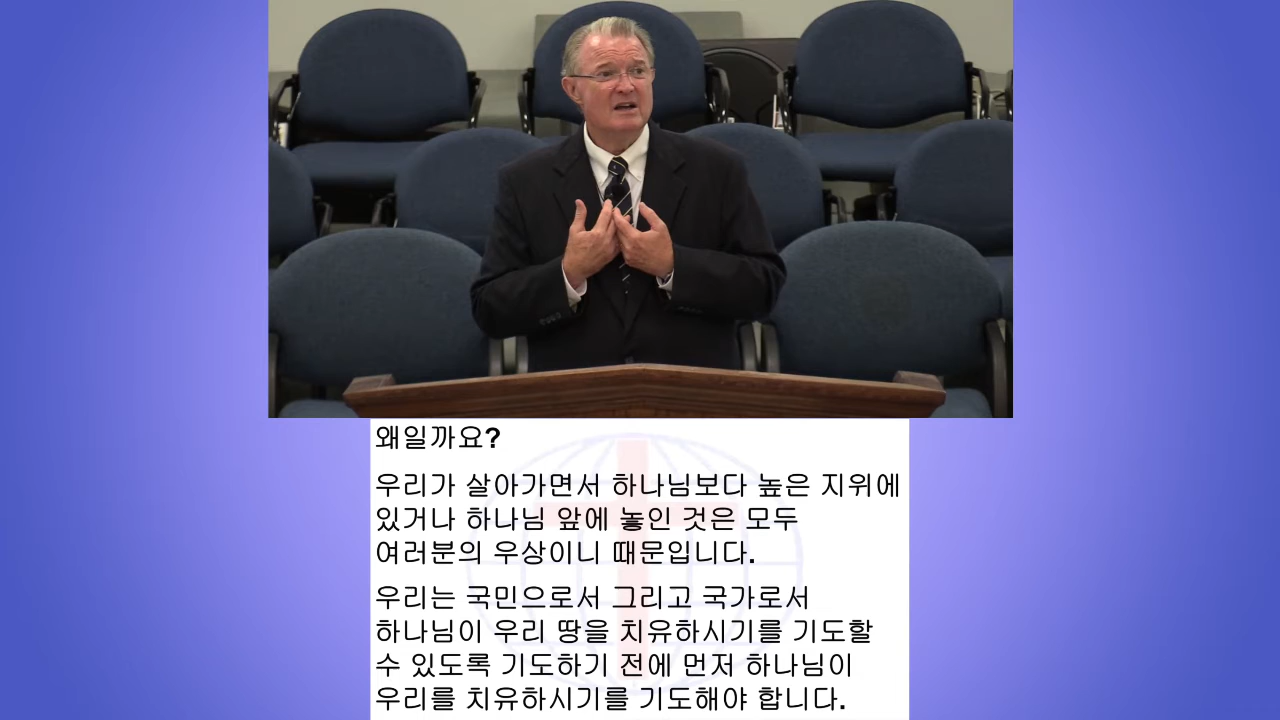 왜일까요?
우리가 살아가면서 하나님보다 높은 지위에
있거나 하나님 앞에 놓인 것은 모두
여러분의 우상이니 때문입니다.
우리는 국민으로서 그리고 국가로서
하나님이 우리 땅을 치유하시기를 기도할
수 있도록 기도하기 전에 먼저 하나님이
우리를 치유하시기를 기도해야 합니다.